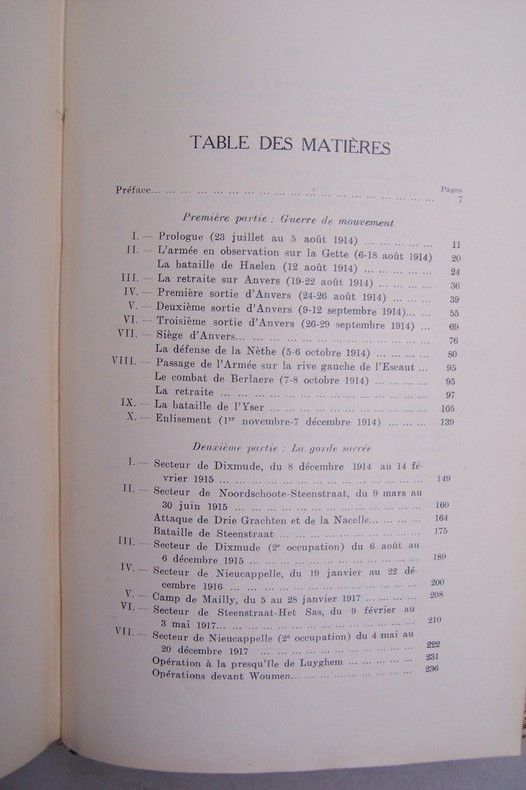 TABLE DES MATIÈRES
Pages
Préface... ... ... ... ... ... ... ... ... ... ... ... ... ... ... ... ... ... ... 7
Première partie : Guerre de mouvement
I. — Prologue (23 juillet au 5 août 1914) ... ... ... ... ... 11
II. — L'armée en observation sur la Gette (6-18 août 1914) 20
La bataille de Haelen (12 août 1914) ... ... ... ... ... 24
III. — La retraite sur Anvers (19-22 août 1914) ... ... ... ... 36
IV. — Première sortie d'Anvers (24-26 août 1914) ... ... ... 39
V. — Deuxième sortie d'Anvers (9-12 septembre 1914)... ... 55
VI. — Troisième sortie d'Anvers (26-29 septembre 1914) ... 69
VII. — Siège d'Anvers... ... ... ... ... ... ... ... ... ... ... ... 76
La défense de la Nèthe (5-6 octobre 1914) ... ... ... ... 80
VIII. — Passage de l'Armée sur la rive gauche de l'Escaut ... 95
Le combat de Berlaere (7-8 octobre 1914) ... ... ... ... 95
La retraite ... ... ... ... ... ... ... ... ... ... ... ... ... 97
IX. — La bataille de l'Yser ... ... ... ... ... ... ... ... ... ... 105
X. — Enlisement (1er novembre-7 décembre 1914) ... ... ... 139
Deuxième partie : La garde sacrée
I. — Secteur de Dixmude, du 8 décembre 1914 au 14 fé-
vrier 1915 ... ... ... ... ... ... ... ... ... ... ... ... ... 149
II. — Secteur de Noordschoote-Steenstraat, du 9 mars au
30 juin 1915 ... ... ... ... ... ... ... ... ... ... ... ... 160
Attaque de Drie Grachten et de la Nacelle... ... ... ... 164
Bataille de Steenstraat ... ... ... ... ... ... ... ... ... 175
III. — Secteur de Dixmude (2e occupation) du 6 août au
6 décembre 1915 ... ... ... ... ... ... ... ... ... ... ... 189
IV. — Secteur de Nieucappelle, du 19 janvier au 22 dé-
cembre 1916 ... ... ... ... ... ... ... ... ... ... ... ... 200
V. — Camp de Mailly, du 5 au 28 janvier 1917 ... ... ... ... 208
VI. — Secteur de Steenstraat-Het Sas, du 9 février au
3 mai 1917... ... ... ... ... ... ... ... ... ... ... ... ... 210
VII. — Secteur de Nieucappelle (2e occupation) du 4 mai au
20 décembre 1917 ... ... ... ... ... ... ... ... ... ... 222
Opération à la presqu'île de Luyghem ... ... ... ... ... 231
Opérations devant Woumen... ... ... ... ... ... ... ... 236